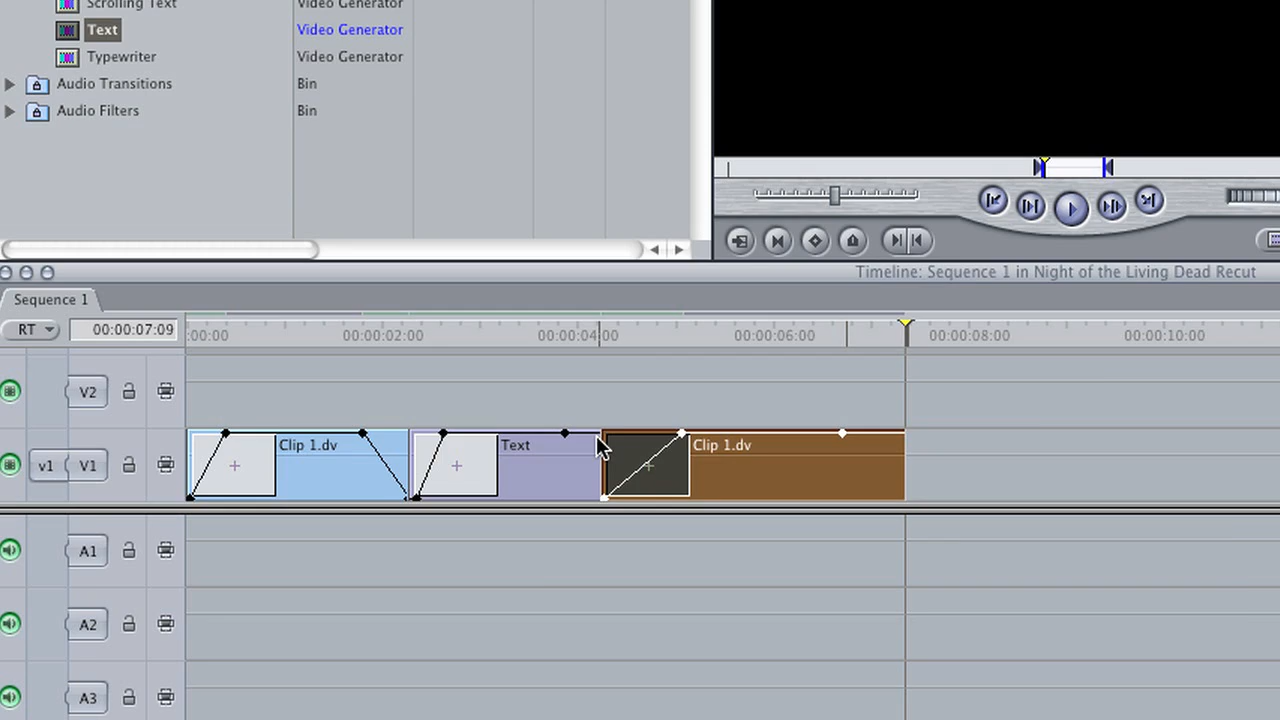 Scrolling Text Video Generator
Text Video Generator
Typewriter Video Generator
Audio Transitions Bin
Audio Filters Bin
Timeline: Sequence 1 in Night of the Living Dead Recut
Sequence 1
RT 00:00:07:09 :00:00 00:00:02:00 00:00:04:00 00:00:06:00 00:00:08:00 00:00:10:00
V2
v1 V1 Clip 1.dv Text Clip 1.dv
A1
A2
A3